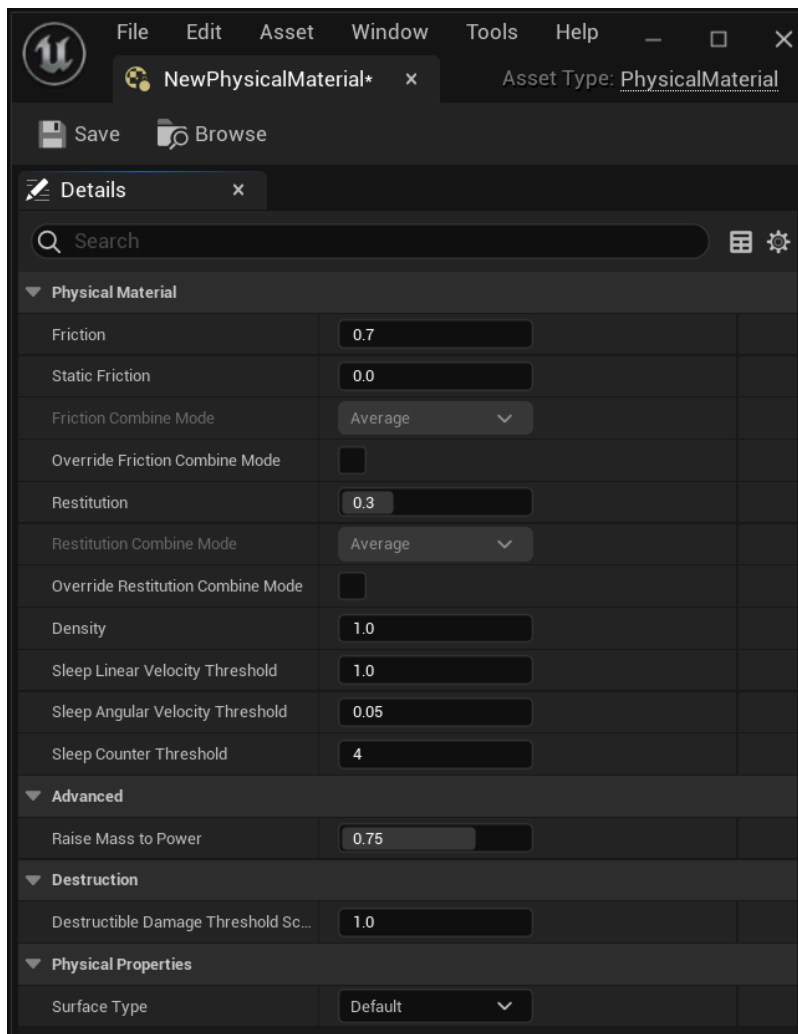 File Edit Asset Window Tools Help
NewPhysicalMaterial* Asset Type: PhysicalMaterial
Save Browse
Details
Search
Physical Material
Friction 0.7
Static Friction 0.0
Friction Combine Mode Average
Override Friction Combine Mode
Restitution 0.3
Restitution Combine Mode Average
Override Restitution Combine Mode
Density 1.0
Sleep Linear Velocity Threshold 1.0
Sleep Angular Velocity Threshold 0.05
Sleep Counter Threshold 4
Advanced
Raise Mass to Power 0.75
Destruction
Destructible Damage Threshold Sc... 1.0
Physical Properties
Surface Type Default